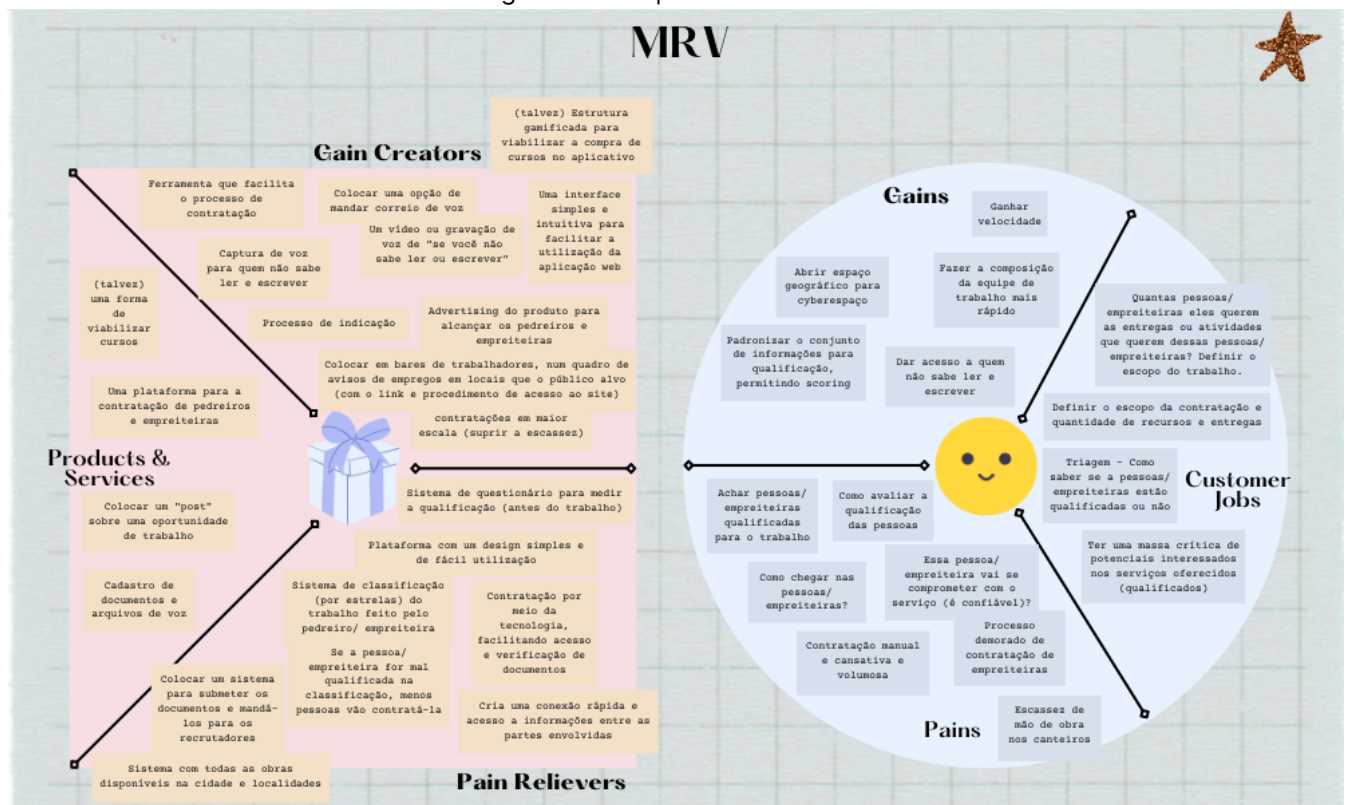 MRV
Gain Creators
(talvez) Estrutura
gamificada para
viabilizar a compra de
cursos no aplicativo
Ferramenta que facilita
o processo de
contratação
Colocar uma opção de
mandar correio de voz
Uma interface
simples e
intuitiva para
facilitar a
utilização da
aplicação web
Um vídeo ou gravação de
voz de "se você não
sabe ler ou escrever"
Captura de voz
para quem não sabe
ler e escrever
(talvez)
uma forma
de
viabilizar
cursos
Processo de indicação
Advertising do produto para
alcançar os pedreiros e
empreiteiras
Colocar em bares de trabalhadores, num quadro de
avisos de empregos em locais que o público alvo
(com o link e procedimento de acesso ao site)
Uma plataforma para a
contratação de pedreiros
e empreiteiras
contratações em maior
escala (suprir a escassez)
Products &
Services
Colocar um "post"
sobre uma oportunidade
de trabalho
Cadastro de
documentos e
arquivos de voz
Sistema de questionário para medir
a qualificação (antes do trabalho)
Plataforma com um design simples e
de fácil utilização
Sistema de classificação
(por estrelas) do
trabalho feito pelo
pedreiro/ empreiteira
Contratação por
meio da
tecnologia,
facilitando acesso
e verificação de
documentos
Se a pessoa/
empreiteira for mal
qualificada na
classificação, menos
pessoas vão contratá-la
Colocar um sistema
para submeter os
documentos e mandá-
los para os
recrutadores
Cria uma conexão rápida e
acesso a informações entre as
partes envolvidas
Sistema com todas as obras
disponíveis na cidade e localidades
Pain Relievers
Gains
Ganhar
velocidade
Abrir espaço
geográfico para
cyberespaço
Fazer a composição
da equipe de
trabalho mais
rápido
Padronizar o conjunto
de informações para
qualificação,
permitindo scoring
Dar acesso a quem
não sabe ler e
escrever
Quantas pessoas/
empreiteiras eles querem
as entregas ou atividades
que querem dessas pessoas/
empreiteiras? Definir o
escopo do trabalho.
Definir o escopo da contratação e
quantidade de recursos e entregas
Triagem - Como
saber se a pessoas/
empreiteiras estão
qualificadas ou não
Customer
Jobs
Ter uma massa crítica de
potenciais interessados
nos serviços oferecidos
(qualificados)
Achar pessoas/
empreiteiras
qualificadas
para o trabalho
Como avaliar a
qualificação
das pessoas
Como chegar nas
pessoas/
empreiteiras?
Essa pessoa/
empreiteira vai se
comprometer com o
serviço (é confiável)?
Contratação manual
e cansativa e
volumosa
Processo
demorado de
contratação de
empreiteiras
Pains
Escassez de
mão de obra
nos canteiros